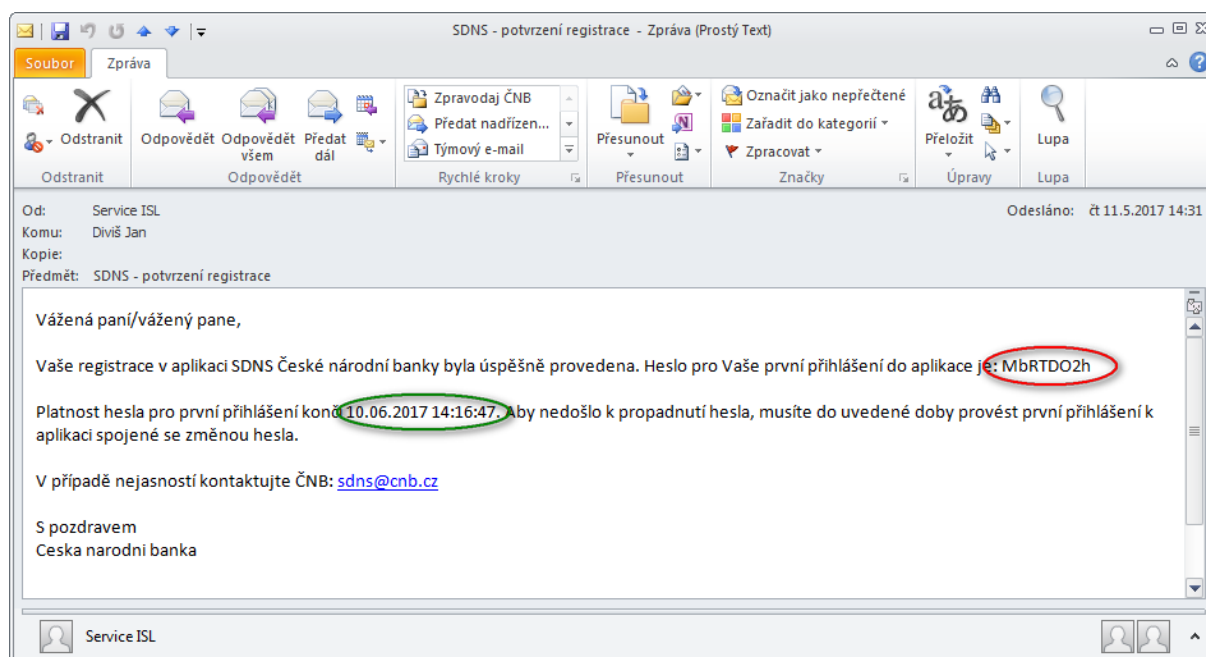 SDNS - potvrzení registrace - Zpráva (Prostý Text)
Soubor
Zpráva
Odstranit
Odpovědět
Odpovědět všem
Předat dál
Zpravodaj ČNB
Předat nadřízen...
Týmový e-mail
Přesunout
Označit jako nepřečtené
Zařadit do kategorií
Zpracovat
Přeložit
Lupa
Odstranit
Odpovědět
Rychlé kroky
Přesunout
Značky
Úpravy
Lupa
Od: Service ISL
Odesláno: čt 11.5.2017 14:31
Komu: Diviš Jan
Kopie:
Předmět: SDNS - potvrzení registrace
Vážená paní/vážený pane,
Vaše registrace v aplikaci SDNS České národní banky byla úspěšně provedena. Heslo pro Vaše první přihlášení do aplikace je: MbRTDO2h
Platnost hesla pro první přihlášení končí 10.06.2017 14:16:47. Aby nedošlo k propadnutí hesla, musíte do uvedené doby provést první přihlášení k
aplikaci spojené se změnou hesla.
V případě nejasností kontaktujte ČNB: sdns@cnb.cz
S pozdravem
Ceska narodni banka
Service ISL